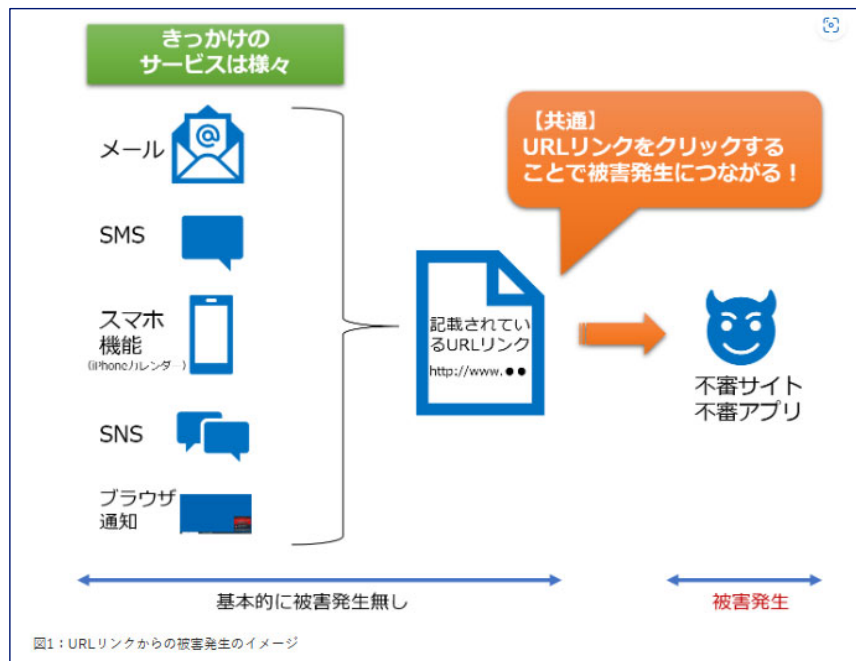 きっかけの
サービスは様々
【共通】
URLリンクをクリックする
ことで被害発生につながる！
メール
SMS
スマホ
機能
(iPhoneカレンダー)
SNS
ブラウザ
通知
記載されてい
るURLリンク
http://www.●●
不審サイト
不審アプリ
基本的に被害発生無し
被害発生
図1：URLリンクからの被害発生のイメージ